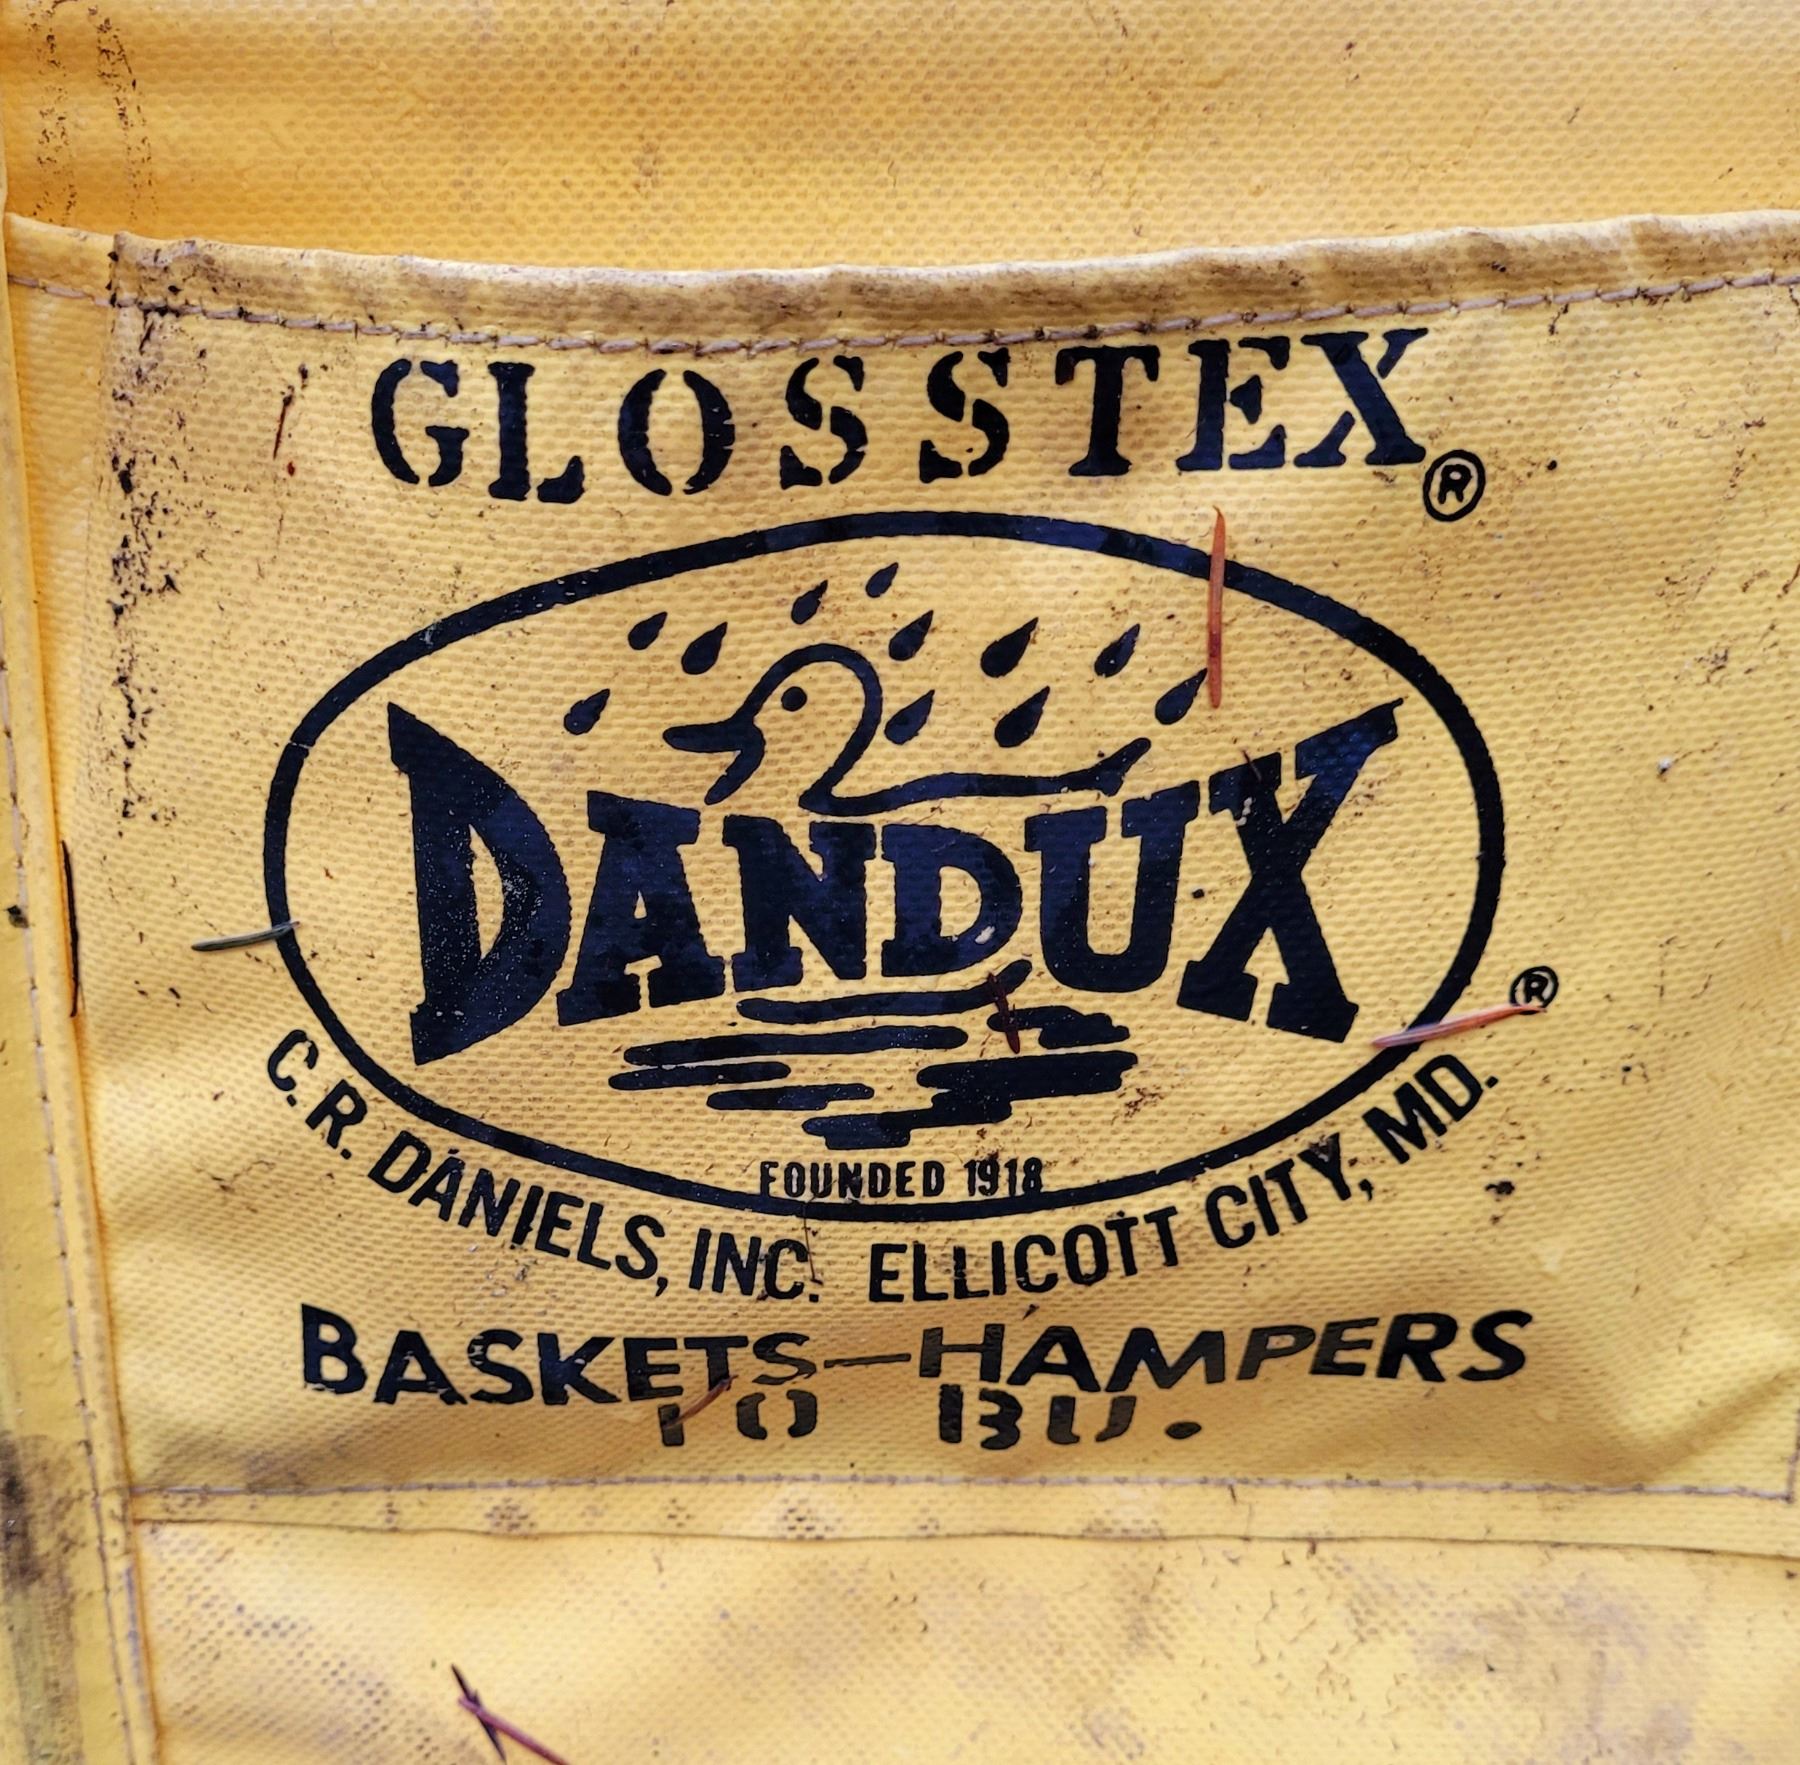 GLOSSTEX®
DANDUX
®
FOUNDED 1918
C. R. DANIELS, INC. ELLICOTT CITY, MD.
BASKETS—HAMPERS
10 BU.